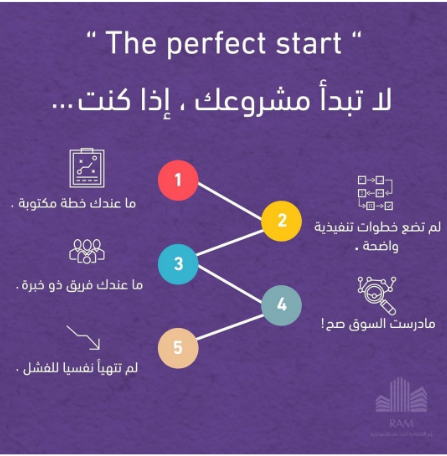 “ The perfect start “
لا تبدأ مشروعك ، إذا كنت...
1
ما عندك خطة مكتوبة .
2
لم تضع خطوات تنفيذية
واضحة .
3
ما عندك فريق ذو خبرة .
4
مادرست السوق صح!
5
لم تتهيأ نفسيا للفشل .
RAM